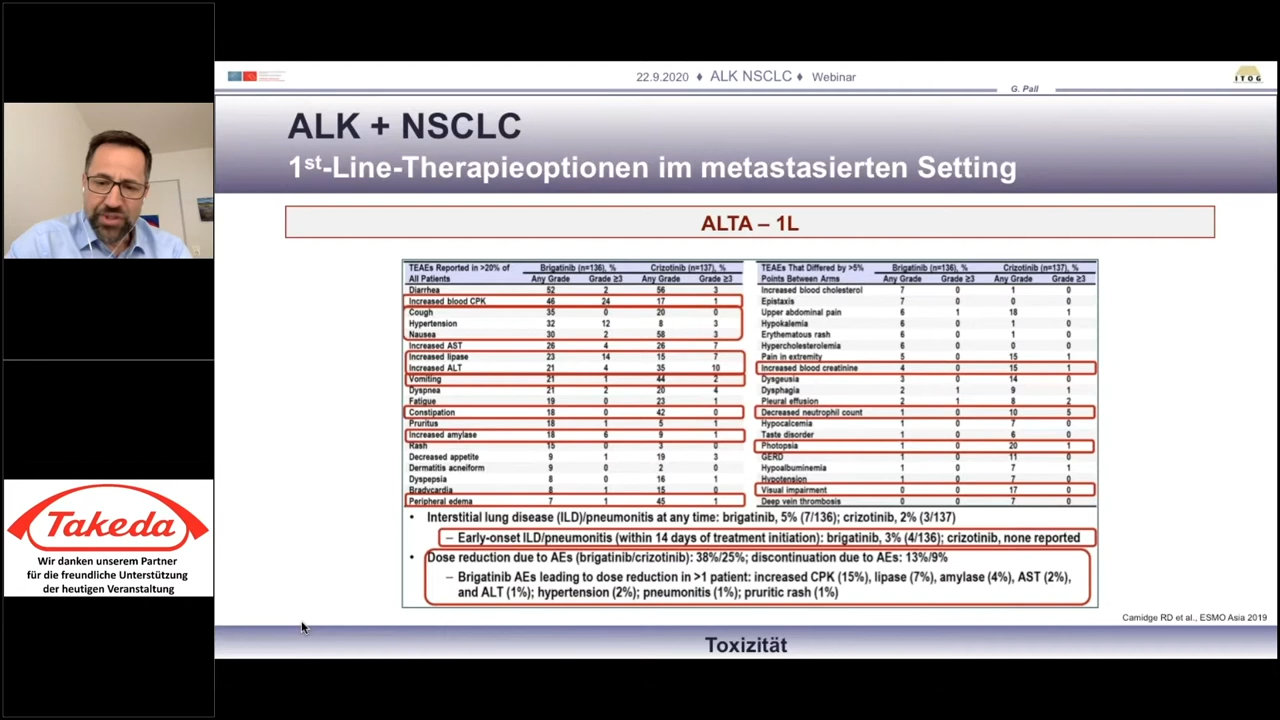 22.9.2020 ♦ ALK NSCLC ♦ Webinar
ITOG
G. Pall
ALK + NSCLC
1st-Line-Therapieoptionen im metastasierten Setting
ALTA – 1L
TEAEs Reported in >20% of Brigatinib (n=136), % Crizotinib (n=137), %
All Patients Any Grade Grade ≥3 Any Grade Grade ≥3
Diarrhea 52 2 56 3
Increased blood CPK 46 24 17 1
Cough 35 0 20 0
Hypertension 32 12 8 3
Nausea 30 2 58 3
Increased AST 26 4 26 7
Increased lipase 23 14 15 7
Increased ALT 21 4 35 10
Vomiting 21 1 44 2
Dyspnea 21 2 20 4
Fatigue 19 0 23 1
Constipation 18 0 42 0
Pruritus 18 1 5 1
Increased amylase 18 6 9 1
Rash 15 0 3 0
Decreased appetite 9 1 19 3
Dermatitis acneiform 9 0 2 0
Dyspepsia 8 0 16 1
Bradycardia 8 1 15 0
Peripheral edema 7 1 45 1
TEAEs That Differed by >5% Brigatinib (n=136), % Crizotinib (n=137), %
Points Between Arms Any Grade Grade ≥3 Any Grade Grade ≥3
Increased blood cholesterol 7 0 1 0
Epistaxis 7 0 0 0
Upper abdominal pain 6 1 18 1
Hypokalemia 6 0 1 0
Erythematous rash 6 0 1 0
Hypercholesterolemia 6 0 0 0
Pain in extremity 5 0 15 1
Increased blood creatinine 4 0 15 1
Dysgeusia 3 0 14 0
Dysphagia 2 1 9 1
Pleural effusion 2 1 8 2
Decreased neutrophil count 1 0 10 5
Hypocalcemia 1 0 7 1
Taste disorder 1 0 6 0
Photopsia 1 0 20 1
GERD 1 0 11 0
Hypoalbuminemia 1 0 7 1
Hypotension 1 0 7 0
Visual impairment 0 0 17 0
Deep vein thrombosis 0 0 7 0
• Interstitial lung disease (ILD)/pneumonitis at any time: brigatinib, 5% (7/136); crizotinib, 2% (3/137)
– Early-onset ILD/pneumonitis (within 14 days of treatment initiation): brigatinib, 3% (4/136); crizotinib, none reported
• Dose reduction due to AEs (brigatinib/crizotinib): 38%/25%; discontinuation due to AEs: 13%/9%
– Brigatinib AEs leading to dose reduction in >1 patient: increased CPK (15%), lipase (7%), amylase (4%), AST (2%),
and ALT (1%); hypertension (2%); pneumonitis (1%); pruritic rash (1%)
Camidge RD et al., ESMO Asia 2019
Toxizität
Takeda
Wir danken unserem Partner
für die freundliche Unterstützung
der heutigen Veranstaltung